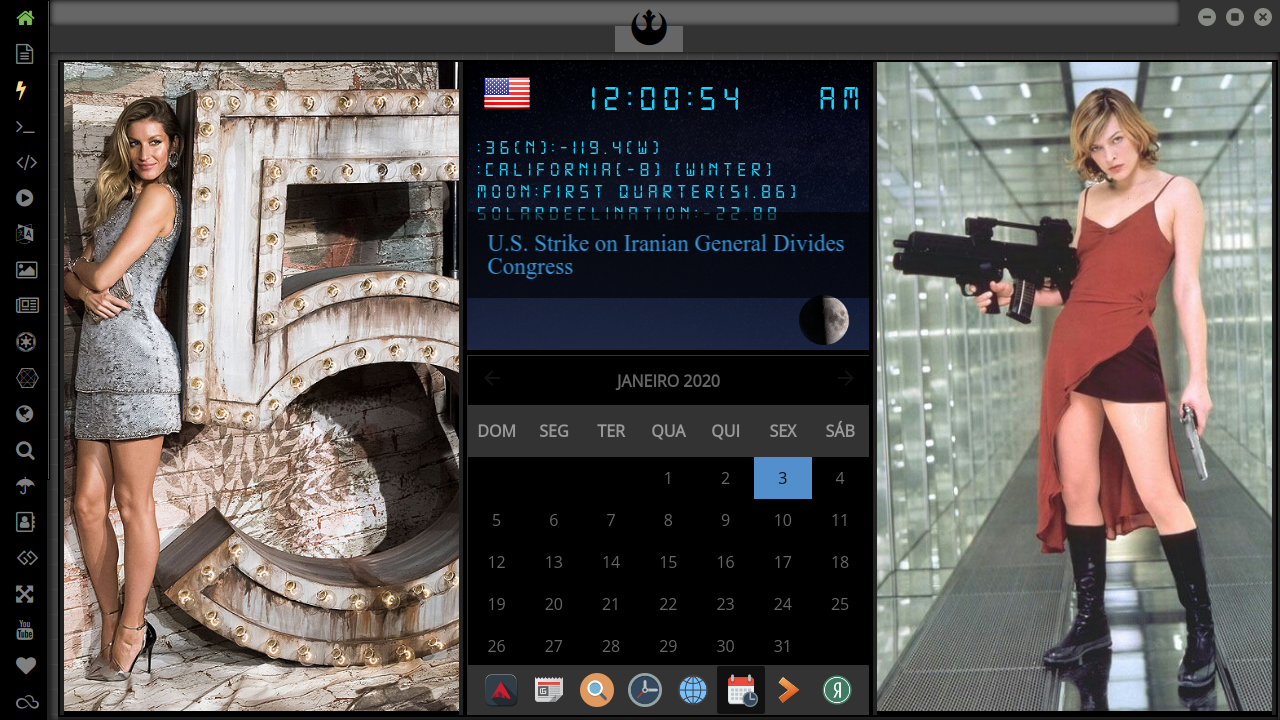 12:00:54 AM
:36(N):-119.4(W)
:CALIFORNIA(-8) (WINTER)
MOON:FIRST QUARTER(51.86)
SOLARDECLINATION:-22.88
U.S. Strike on Iranian General Divides
Congress
JANEIRO 2020
DOM SEG TER QUA QUI SEX SÁB
1 2 3 4
5 6 7 8 9 10 11
12 13 14 15 16 17 18
19 20 21 22 23 24 25
26 27 28 29 30 31
You
Tube
5
Я